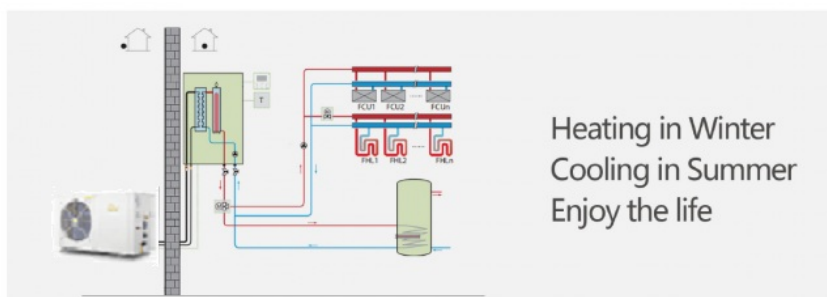 T
FCU1 FCU2 FCUn
FHL1 FHL2 FHLn
Heating in Winter
Cooling in Summer
Enjoy the life